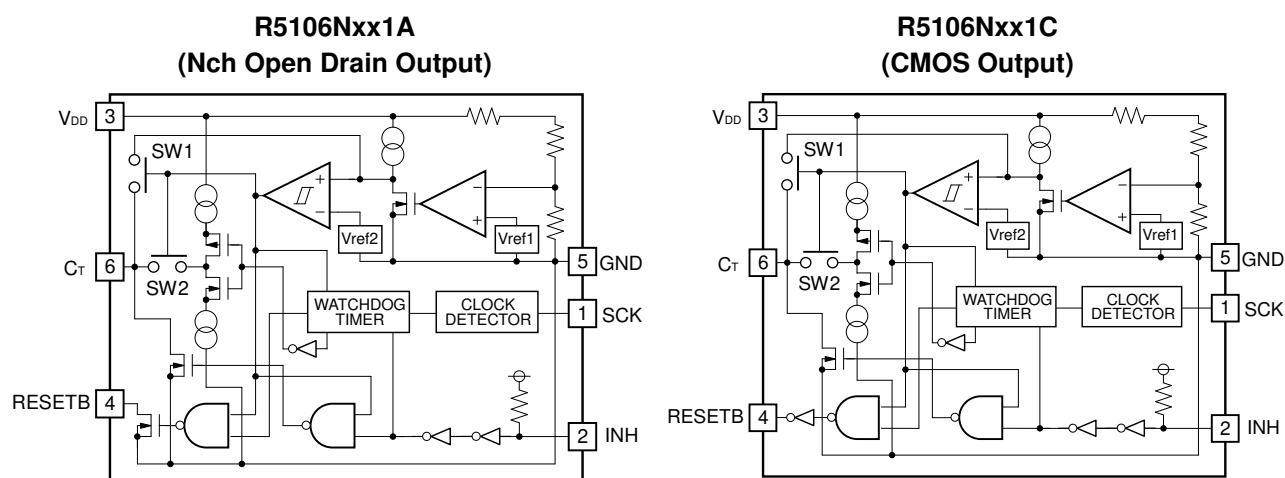 R5106Nxx1A
(Nch Open Drain Output)
VDD 3
SW1
+
−
−
+
Vref2
Vref1
CT 6
SW2
5 GND
WATCHDOG
TIMER
CLOCK
DETECTOR
1 SCK
RESETB 4
2 INH
R5106Nxx1C
(CMOS Output)
VDD 3
SW1
+
−
−
+
Vref2
Vref1
CT 6
SW2
5 GND
WATCHDOG
TIMER
CLOCK
DETECTOR
1 SCK
RESETB 4
2 INH